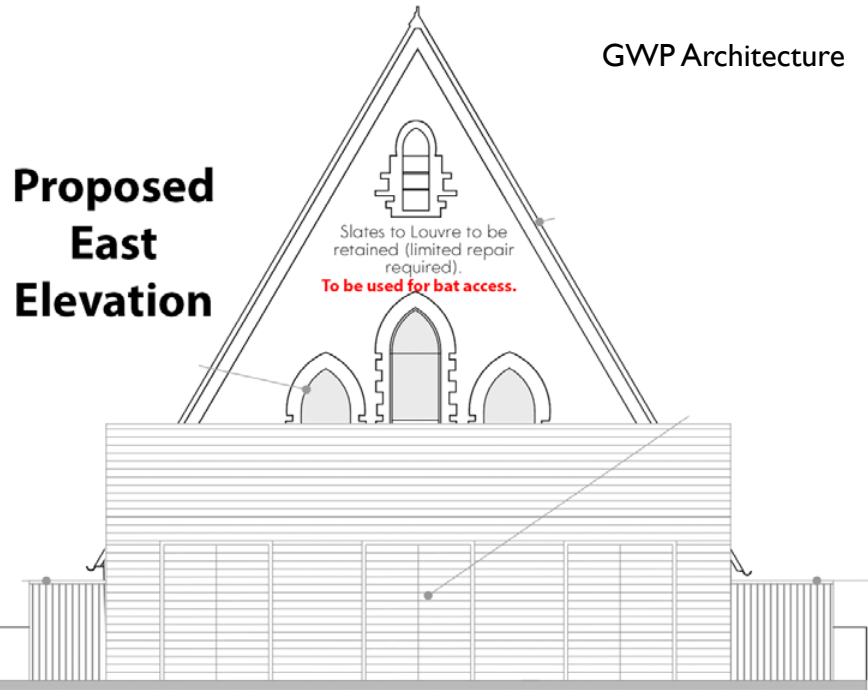 GWP Architecture
Proposed
East
Elevation
Slates to Louvre to be
retained (limited repair
required).
To be used for bat access.